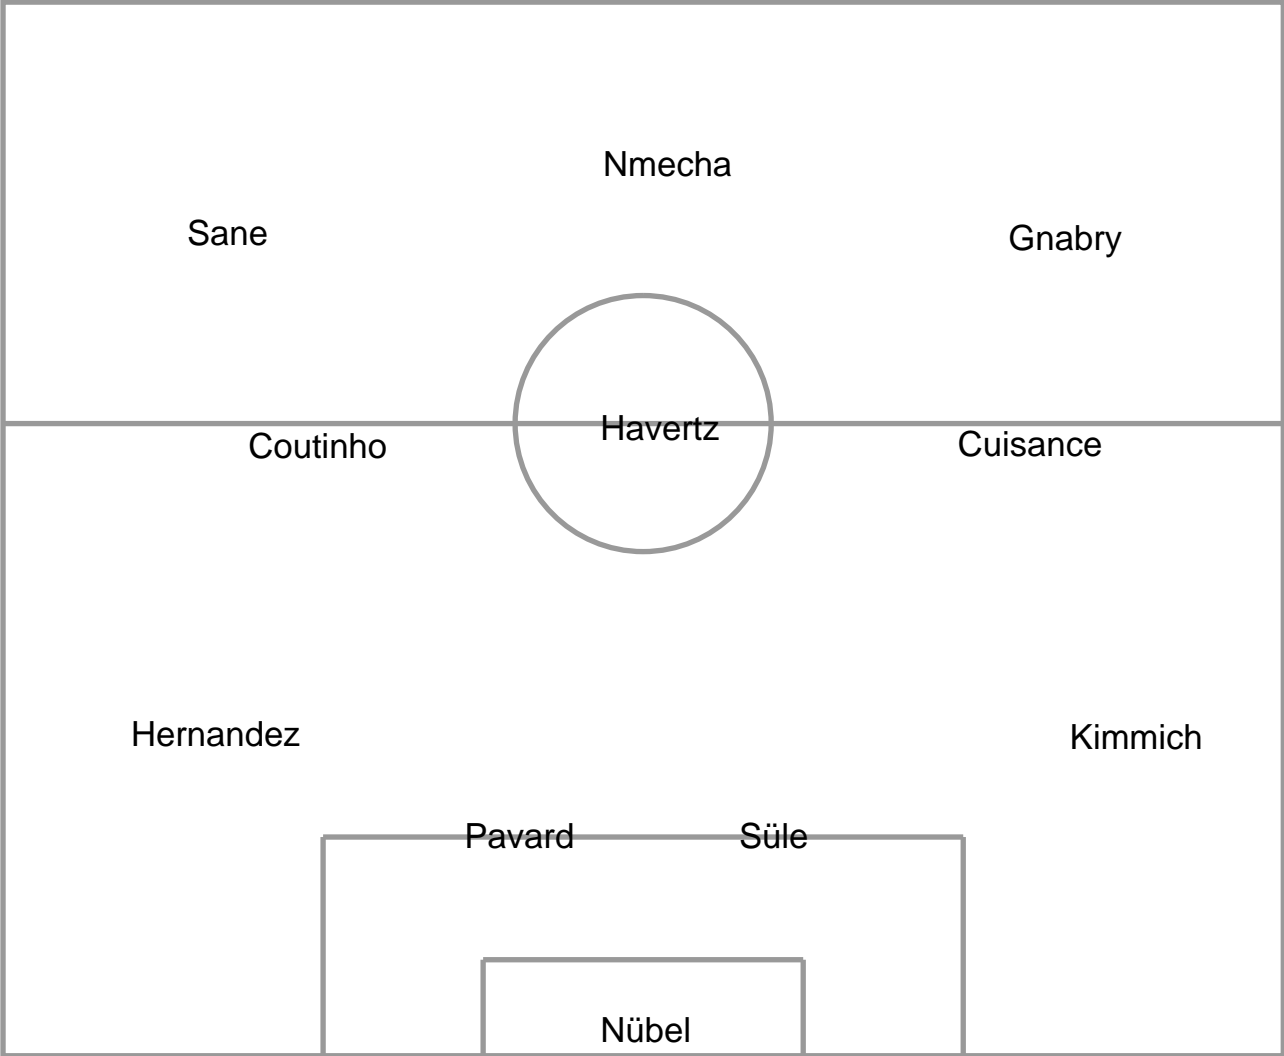 Nmecha
Sane
Gnabry
Havertz
Coutinho
Cuisance
Hernandez
Kimmich
Pavard
Süle
Nübel